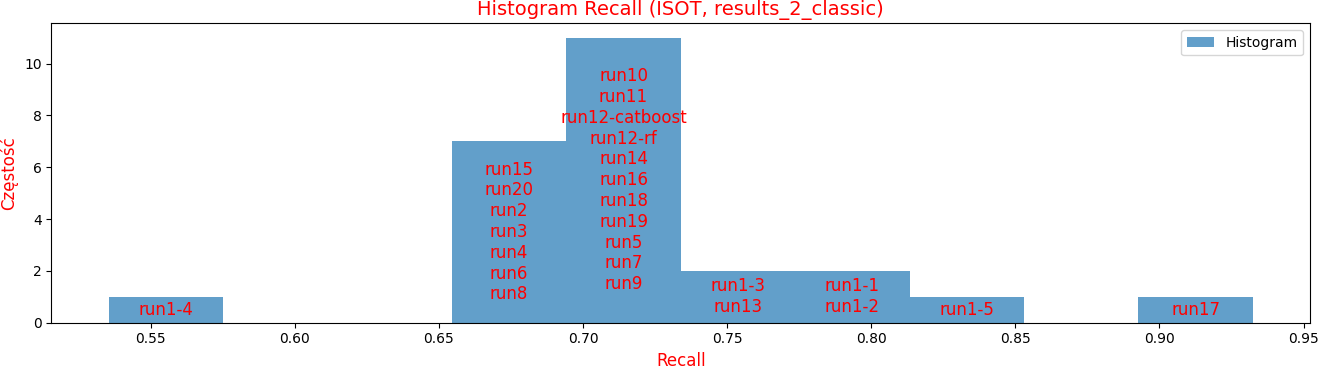 Histogram Recall (ISOT, results_2_classic)
Histogram
Częstość
10
8
6
4
2
0
run1-4
run15
run20
run2
run3
run4
run6
run8
run10
run11
run12-catboost
run12-rf
run14
run16
run18
run19
run5
run7
run9
run1-3
run13
run1-1
run1-2
run1-5
run17
0.55
0.60
0.65
0.70
0.75
0.80
0.85
0.90
0.95
Recall